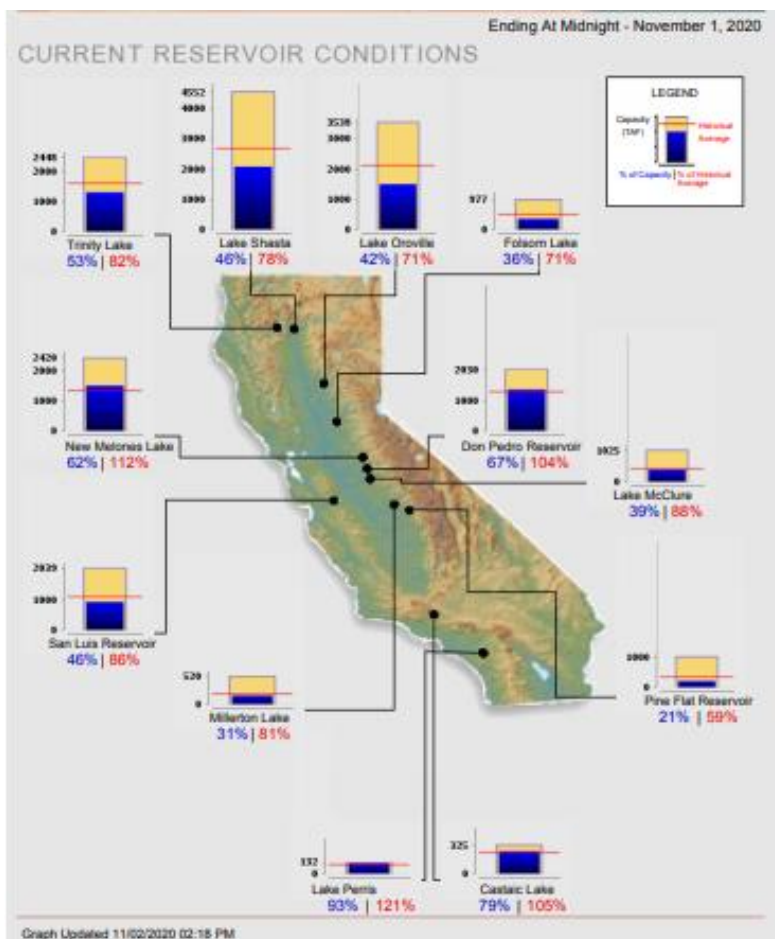 Ending At Midnight - November 1, 2020
CURRENT RESERVOIR CONDITIONS
LEGEND
Capacity
(TAF)
Historical
Average
% of Capacity | % of Historical
Average
2448
2000
1000
0
Trinity Lake
53% | 82%
4552
4000
3000
2000
1000
0
Lake Shasta
46% | 78%
3538
3000
2000
1000
0
Lake Oroville
42% | 71%
977
0
Folsom Lake
36% | 71%
2420
2000
1000
0
New Melones Lake
62% | 112%
2030
1000
0
Don Pedro Reservoir
67% | 104%
1025
0
Lake McClure
39% | 88%
2039
1000
0
San Luis Reservoir
46% | 86%
520
0
Millerton Lake
31% | 81%
1000
0
Pine Flat Reservoir
21% | 59%
132
0
Lake Perris
93% | 121%
325
0
Castaic Lake
79% | 105%
Graph Updated 11/02/2020 02:18 PM